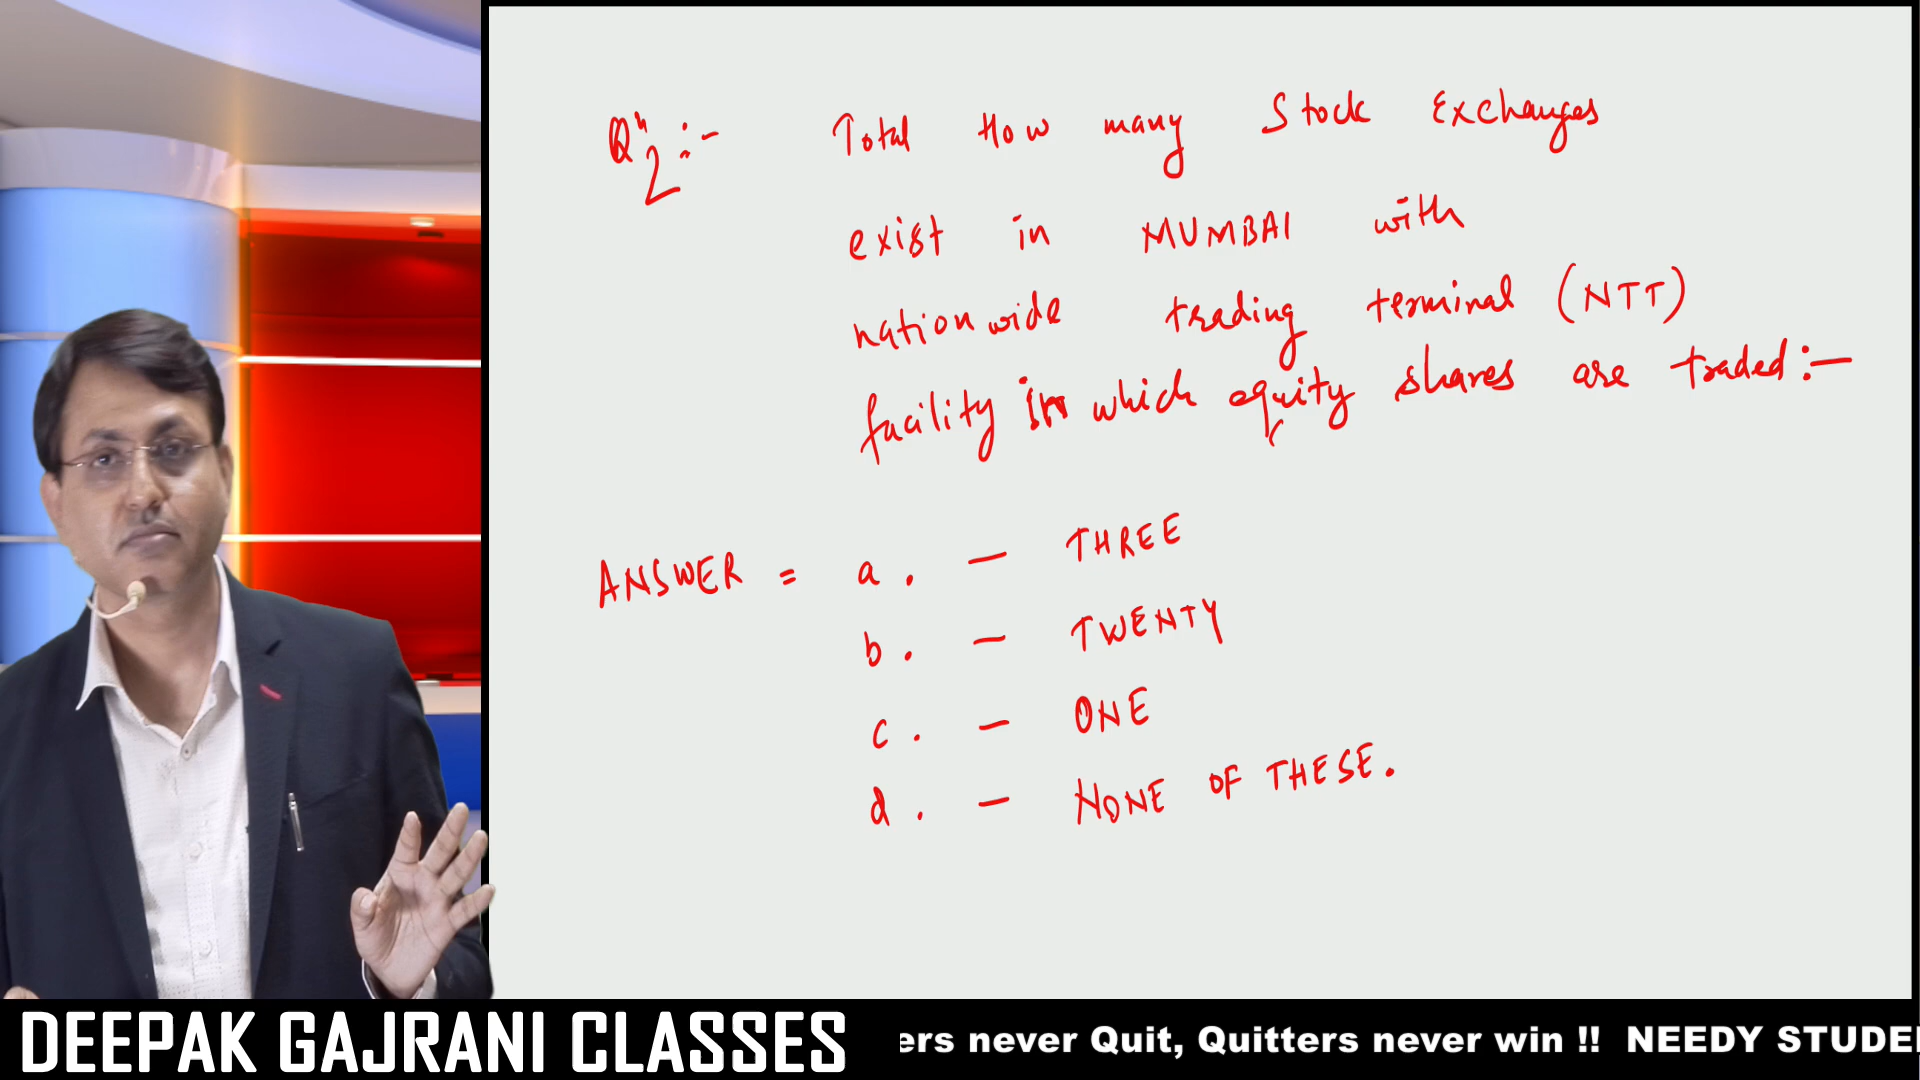 Qn 2:- Total How many Stock Exchanges
exist in MUMBAI with
nationwide trading terminal (NTT)
facility in which equity shares are traded:-
ANSWER = a. - THREE
b. - TWENTY
c. - ONE
d. - NONE OF THESE.
DEEPAK GAJRANI CLASSES
ers never Quit, Quitters never win !! NEEDY STUDE